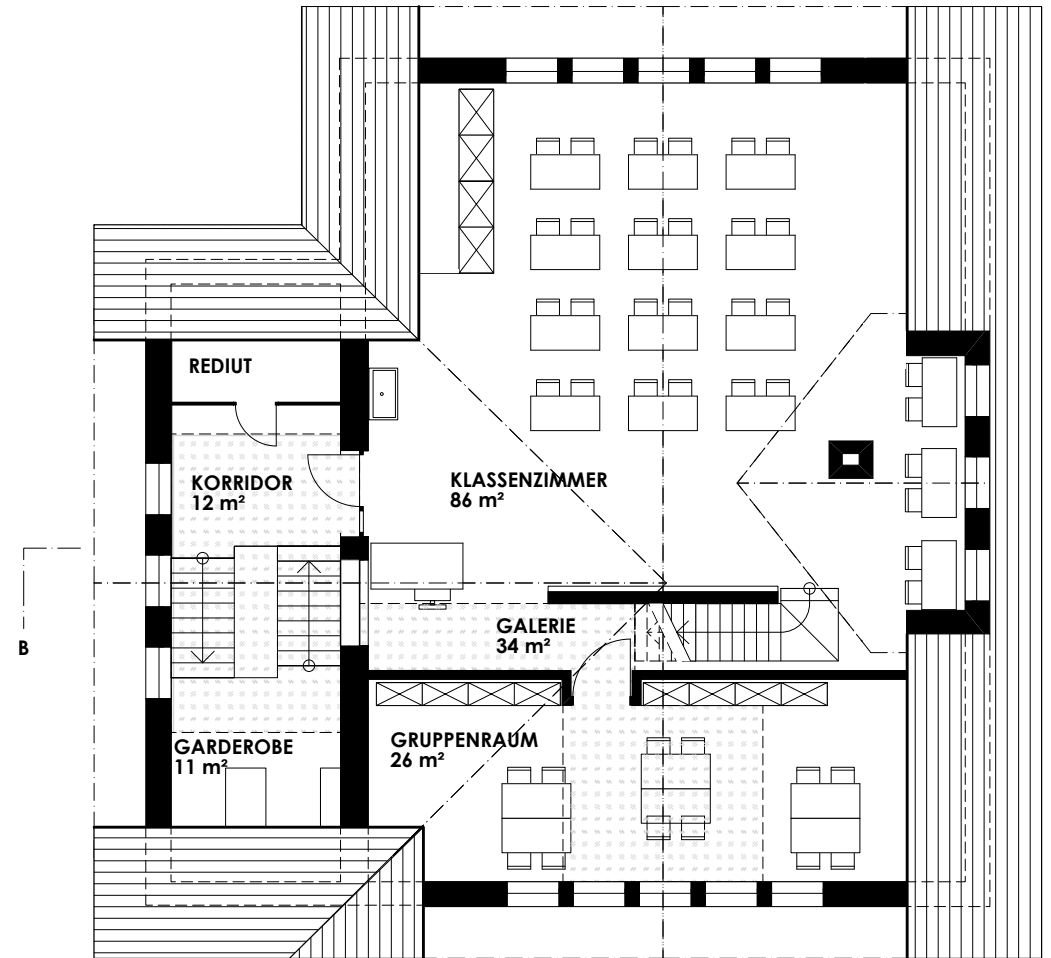 REDIUT
KORRIDOR
12 m²
KLASSENZIMMER
86 m²
GALERIE
34 m²
B
GARDEROBE
11 m²
GRUPPENRAUM
26 m²